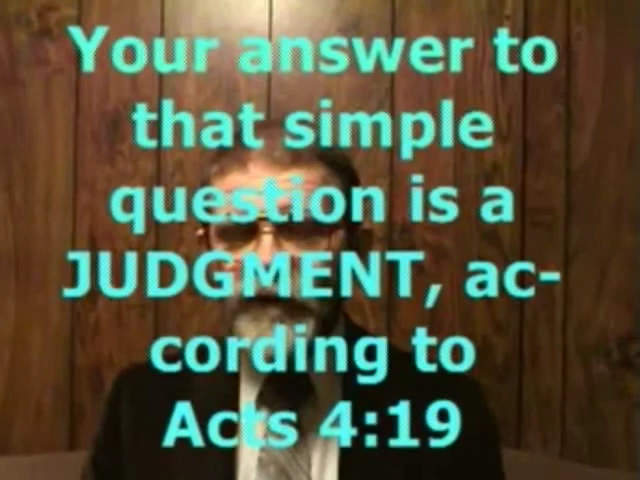 Your answer to
that simple
question is a
JUDGMENT, ac-
cording to
Acts 4:19